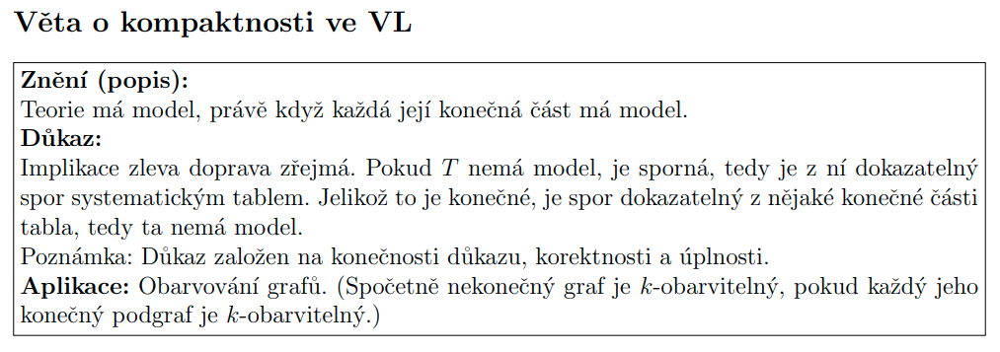 Věta o kompaktnosti ve VL
Znění (popis):
Teorie má model, právě když každá její konečná část má model.
Důkaz:
Implikace zleva doprava zřejmá. Pokud T nemá model, je sporná, tedy je z ní dokazatelný
spor systematickým tablem. Jelikož to je konečné, je spor dokazatelný z nějaké konečné části
tabla, tedy ta nemá model.
Poznámka: Důkaz založen na konečnosti důkazu, korektnosti a úplnosti.
Aplikace: Obarvování grafů. (Spočetně nekonečný graf je k-obarvitelný, pokud každý jeho
konečný podgraf je k-obarvitelný.)